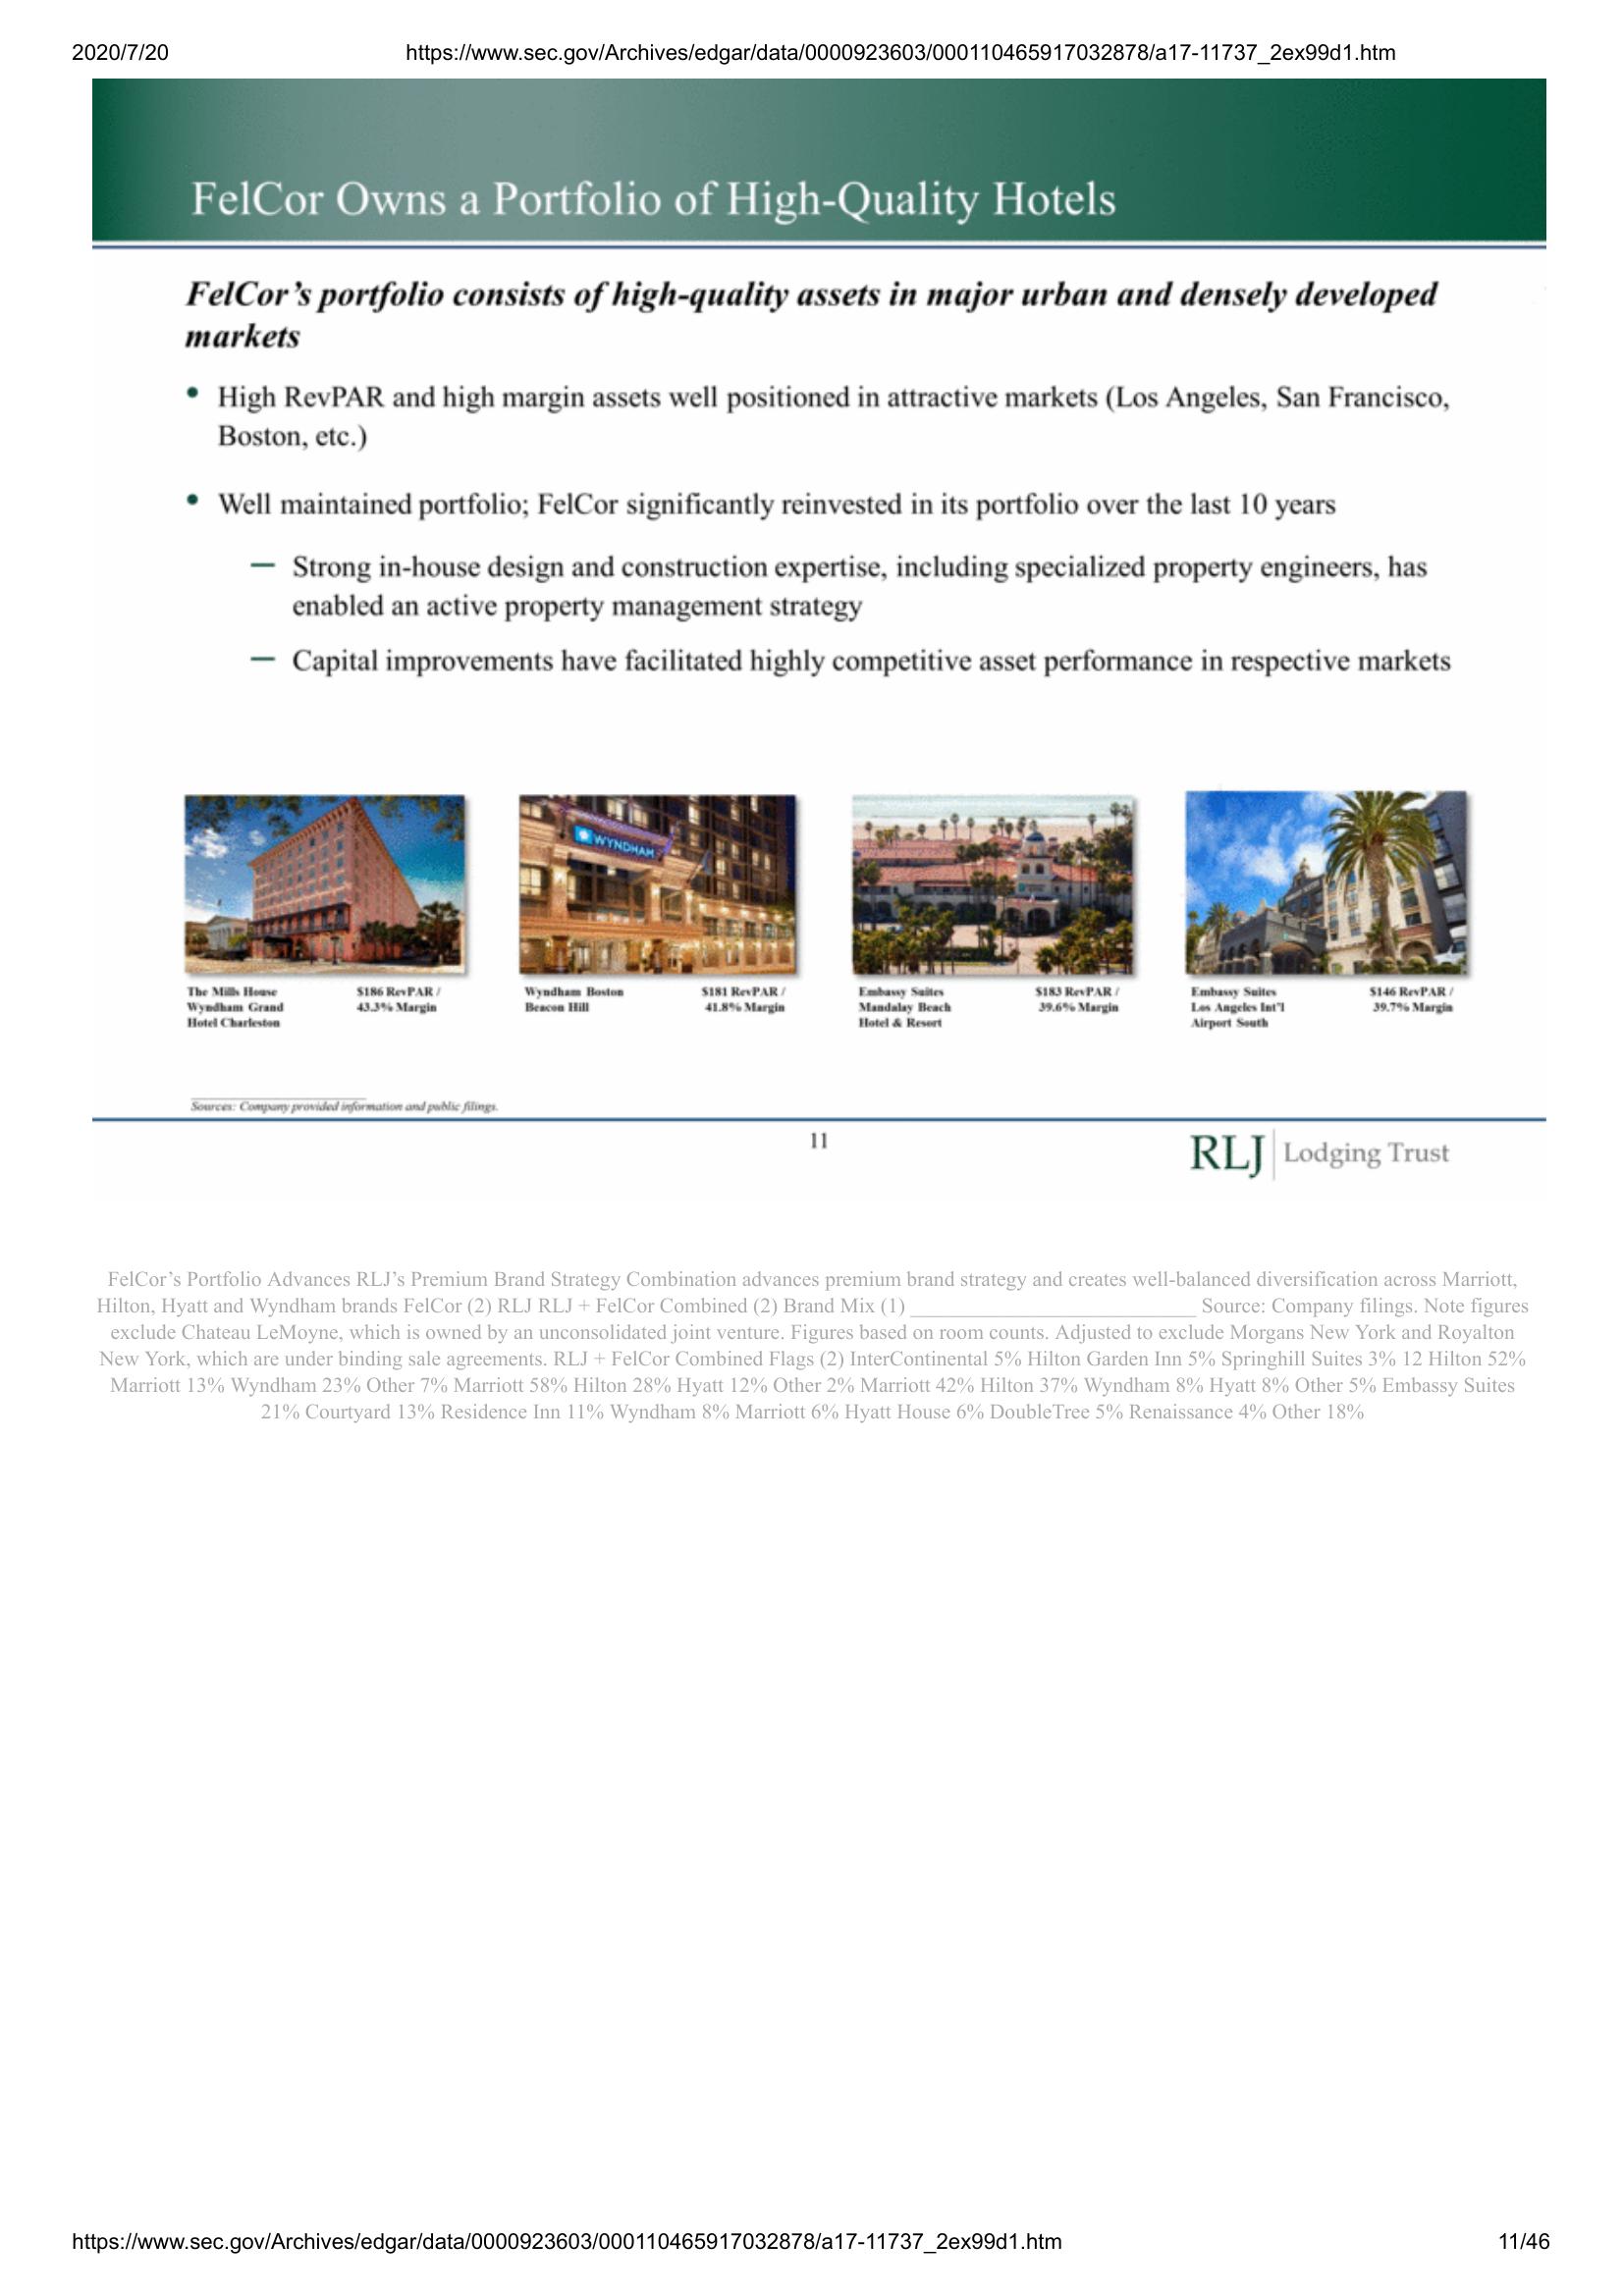 2020/7/20
https://www.sec.gov/Archives/edgar/data/0000923603/000110465917032878/a17-11737_2ex99d1.htm
FelCor Owns a Portfolio of High-Quality Hotels
FelCor’s portfolio consists of high-quality assets in major urban and densely developed
markets
• High RevPAR and high margin assets well positioned in attractive markets (Los Angeles, San Francisco,
Boston, etc.)
• Well maintained portfolio; FelCor significantly reinvested in its portfolio over the last 10 years
— Strong in-house design and construction expertise, including specialized property engineers, has
enabled an active property management strategy
— Capital improvements have facilitated highly competitive asset performance in respective markets
WYNDHAM
The Mills House
Wyndham Grand
Hotel Charleston
$186 RevPAR /
43.3% Margin
Wyndham Boston
Beacon Hill
$181 RevPAR /
41.8% Margin
Embassy Suites
Mandalay Beach
Hotel & Resort
$183 RevPAR /
39.6% Margin
Embassy Suites
Los Angeles Int'l
Airport South
$146 RevPAR /
39.7% Margin
Sources: Company provided information and public filings.
11
RLJ Lodging Trust
FelCor’s Portfolio Advances RLJ’s Premium Brand Strategy Combination advances premium brand strategy and creates well-balanced diversification across Marriott,
Hilton, Hyatt and Wyndham brands FelCor (2) RLJ RLJ + FelCor Combined (2) Brand Mix (1) ___________________________ Source: Company filings. Note figures
exclude Chateau LeMoyne, which is owned by an unconsolidated joint venture. Figures based on room counts. Adjusted to exclude Morgans New York and Royalton
New York, which are under binding sale agreements. RLJ + FelCor Combined Flags (2) InterContinental 5% Hilton Garden Inn 5% Springhill Suites 3% 12 Hilton 52%
Marriott 13% Wyndham 23% Other 7% Marriott 58% Hilton 28% Hyatt 12% Other 2% Marriott 42% Hilton 37% Wyndham 8% Hyatt 8% Other 5% Embassy Suites
21% Courtyard 13% Residence Inn 11% Wyndham 8% Marriott 6% Hyatt House 6% DoubleTree 5% Renaissance 4% Other 18%
https://www.sec.gov/Archives/edgar/data/0000923603/000110465917032878/a17-11737_2ex99d1.htm
11/46